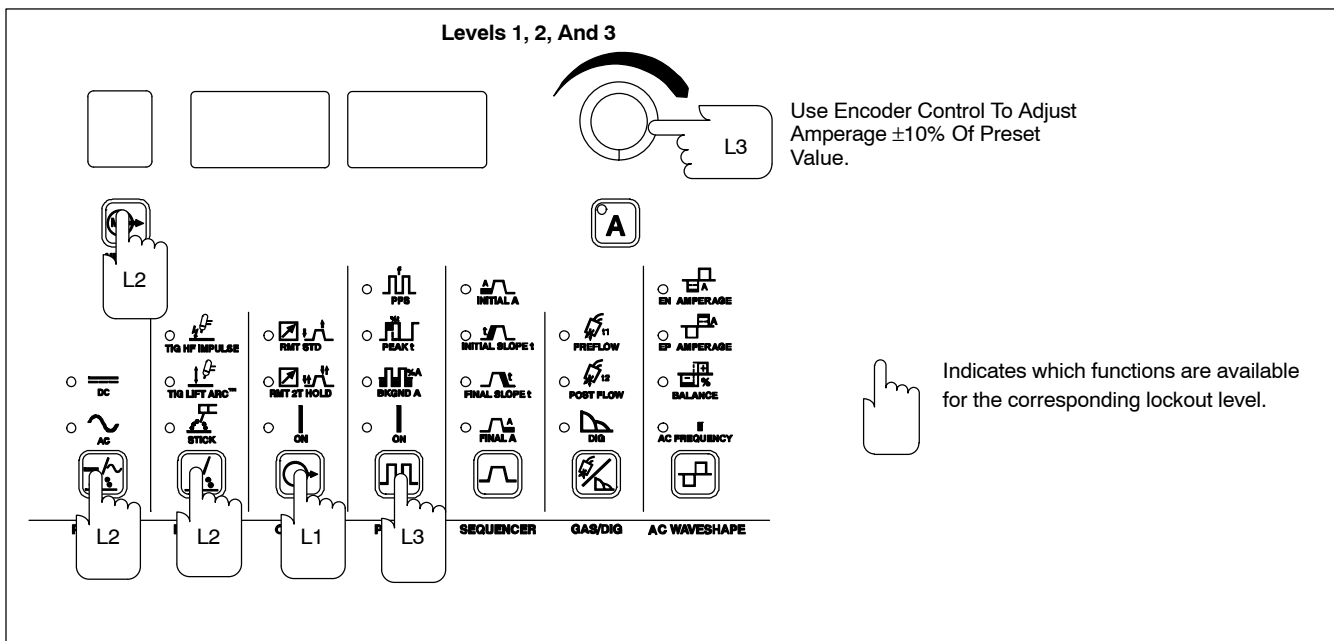 Levels 1, 2, And 3
L3
Use Encoder Control To Adjust
Amperage ±10% Of Preset
Value.
A
L2
DC
AC
TIG HF IMPULSE
TIG LIFT ARC™
STICK
RMT STD
RMT 2T HOLD
ON
f
PPS
%t
PEAK t
%A
BKGND A
ON
A
INITIAL A
t
INITIAL SLOPE t
t
FINAL SLOPE t
A
FINAL A
t1
PREFLOW
t2
POST FLOW
DIG
A
EN AMPERAGE
A
EP AMPERAGE
%
BALANCE
AC FREQUENCY
Indicates which functions are available
for the corresponding lockout level.
L2
L2
L1
L3
SEQUENCER
GAS/DIG
AC WAVESHAPE